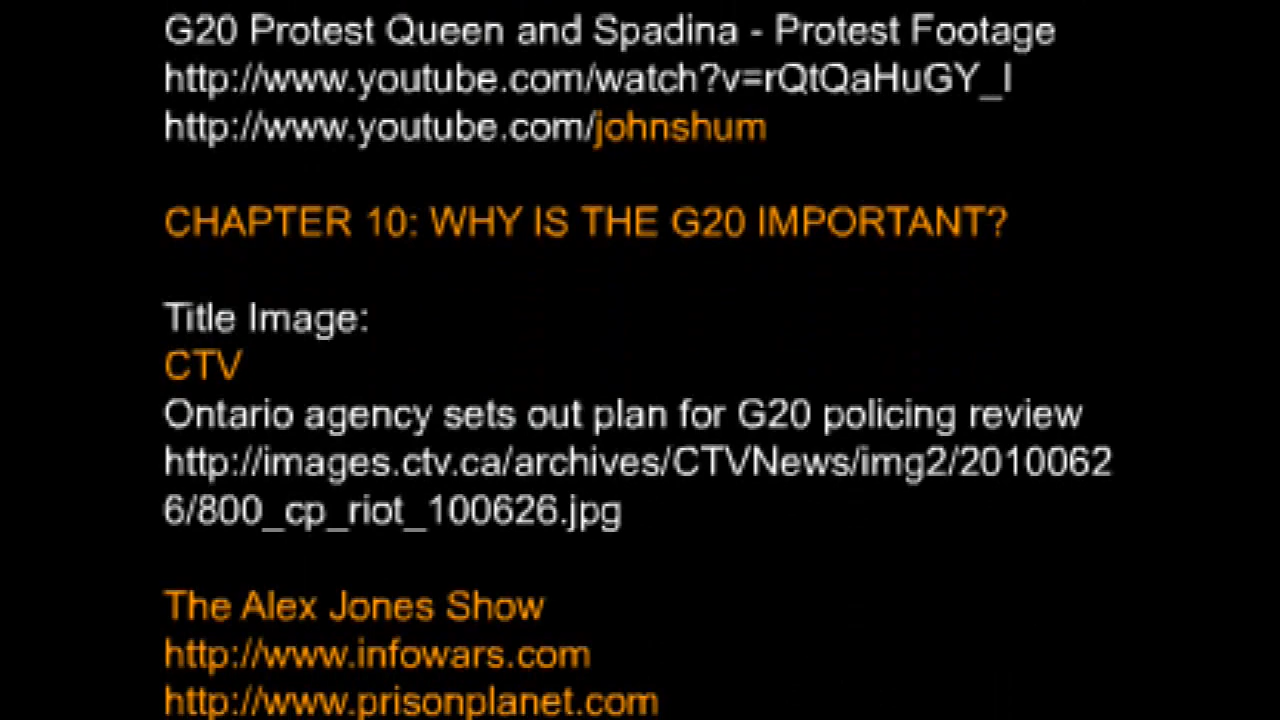 G20 Protest Queen and Spadina - Protest Footage
http://www.youtube.com/watch?v=rQtQaHuGY_I
http://www.youtube.com/johnshum
CHAPTER 10: WHY IS THE G20 IMPORTANT?
Title Image:
CTV
Ontario agency sets out plan for G20 policing review
http://images.ctv.ca/archives/CTVNews/img2/2010062
6/800_cp_riot_100626.jpg
The Alex Jones Show
http://www.infowars.com
http://www.prisonplanet.com